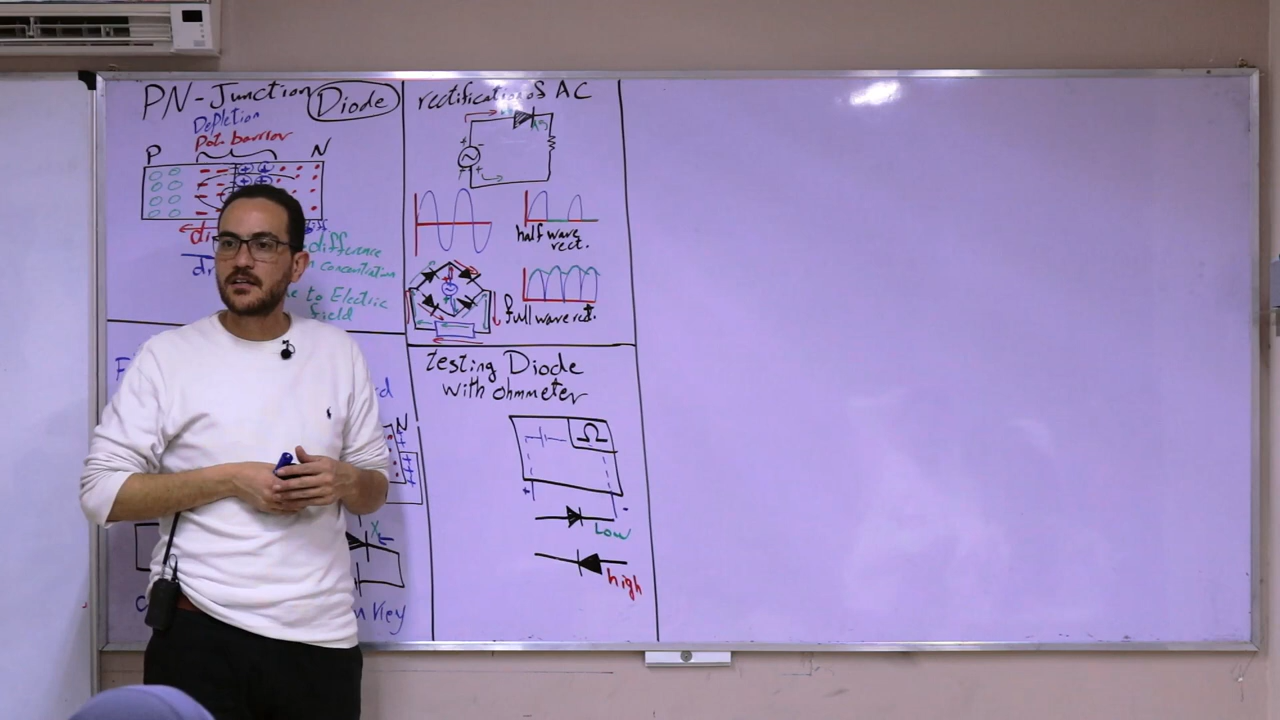 PN-Junction Diode
Depletion
Pot. barrier
P N
difference
concentration
to Electric
field
rectification of AC
half wave
rect.
full wave rect.
testing Diode
with ohmmeter
Ω
+ -
Low
high
N
X
Key